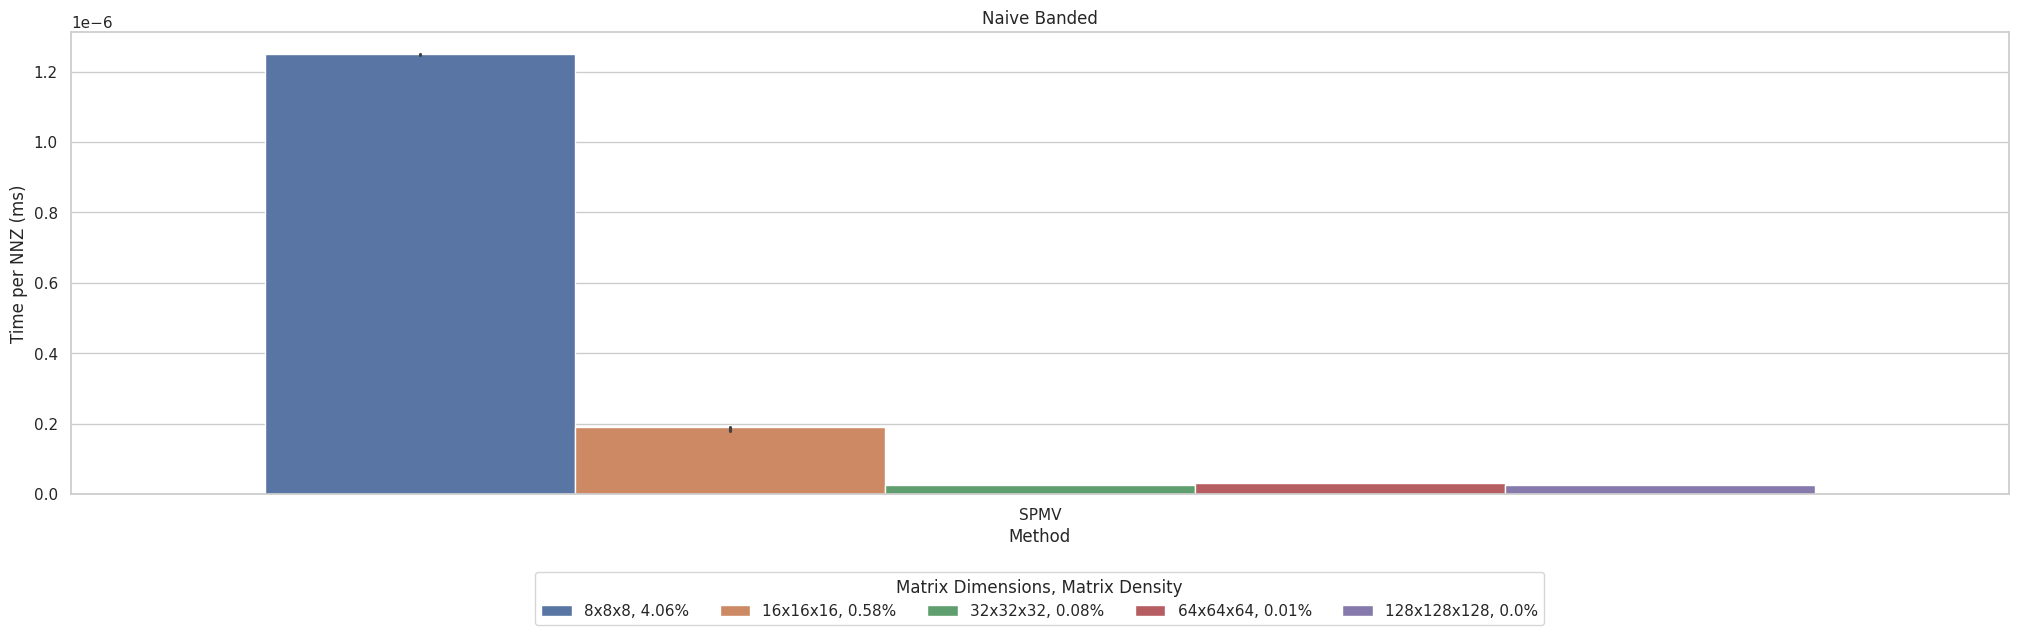 Naive Banded
1e−6
1.2
1.0
0.8
0.6
0.4
0.2
0.0
Time per NNZ (ms)
SPMV
Method
Matrix Dimensions, Matrix Density
8x8x8, 4.06% 16x16x16, 0.58% 32x32x32, 0.08% 64x64x64, 0.01% 128x128x128, 0.0%